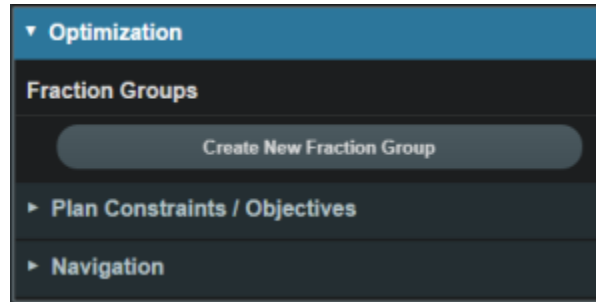 Optimization
Fraction Groups
Create New Fraction Group
Plan Constraints / Objectives
Navigation